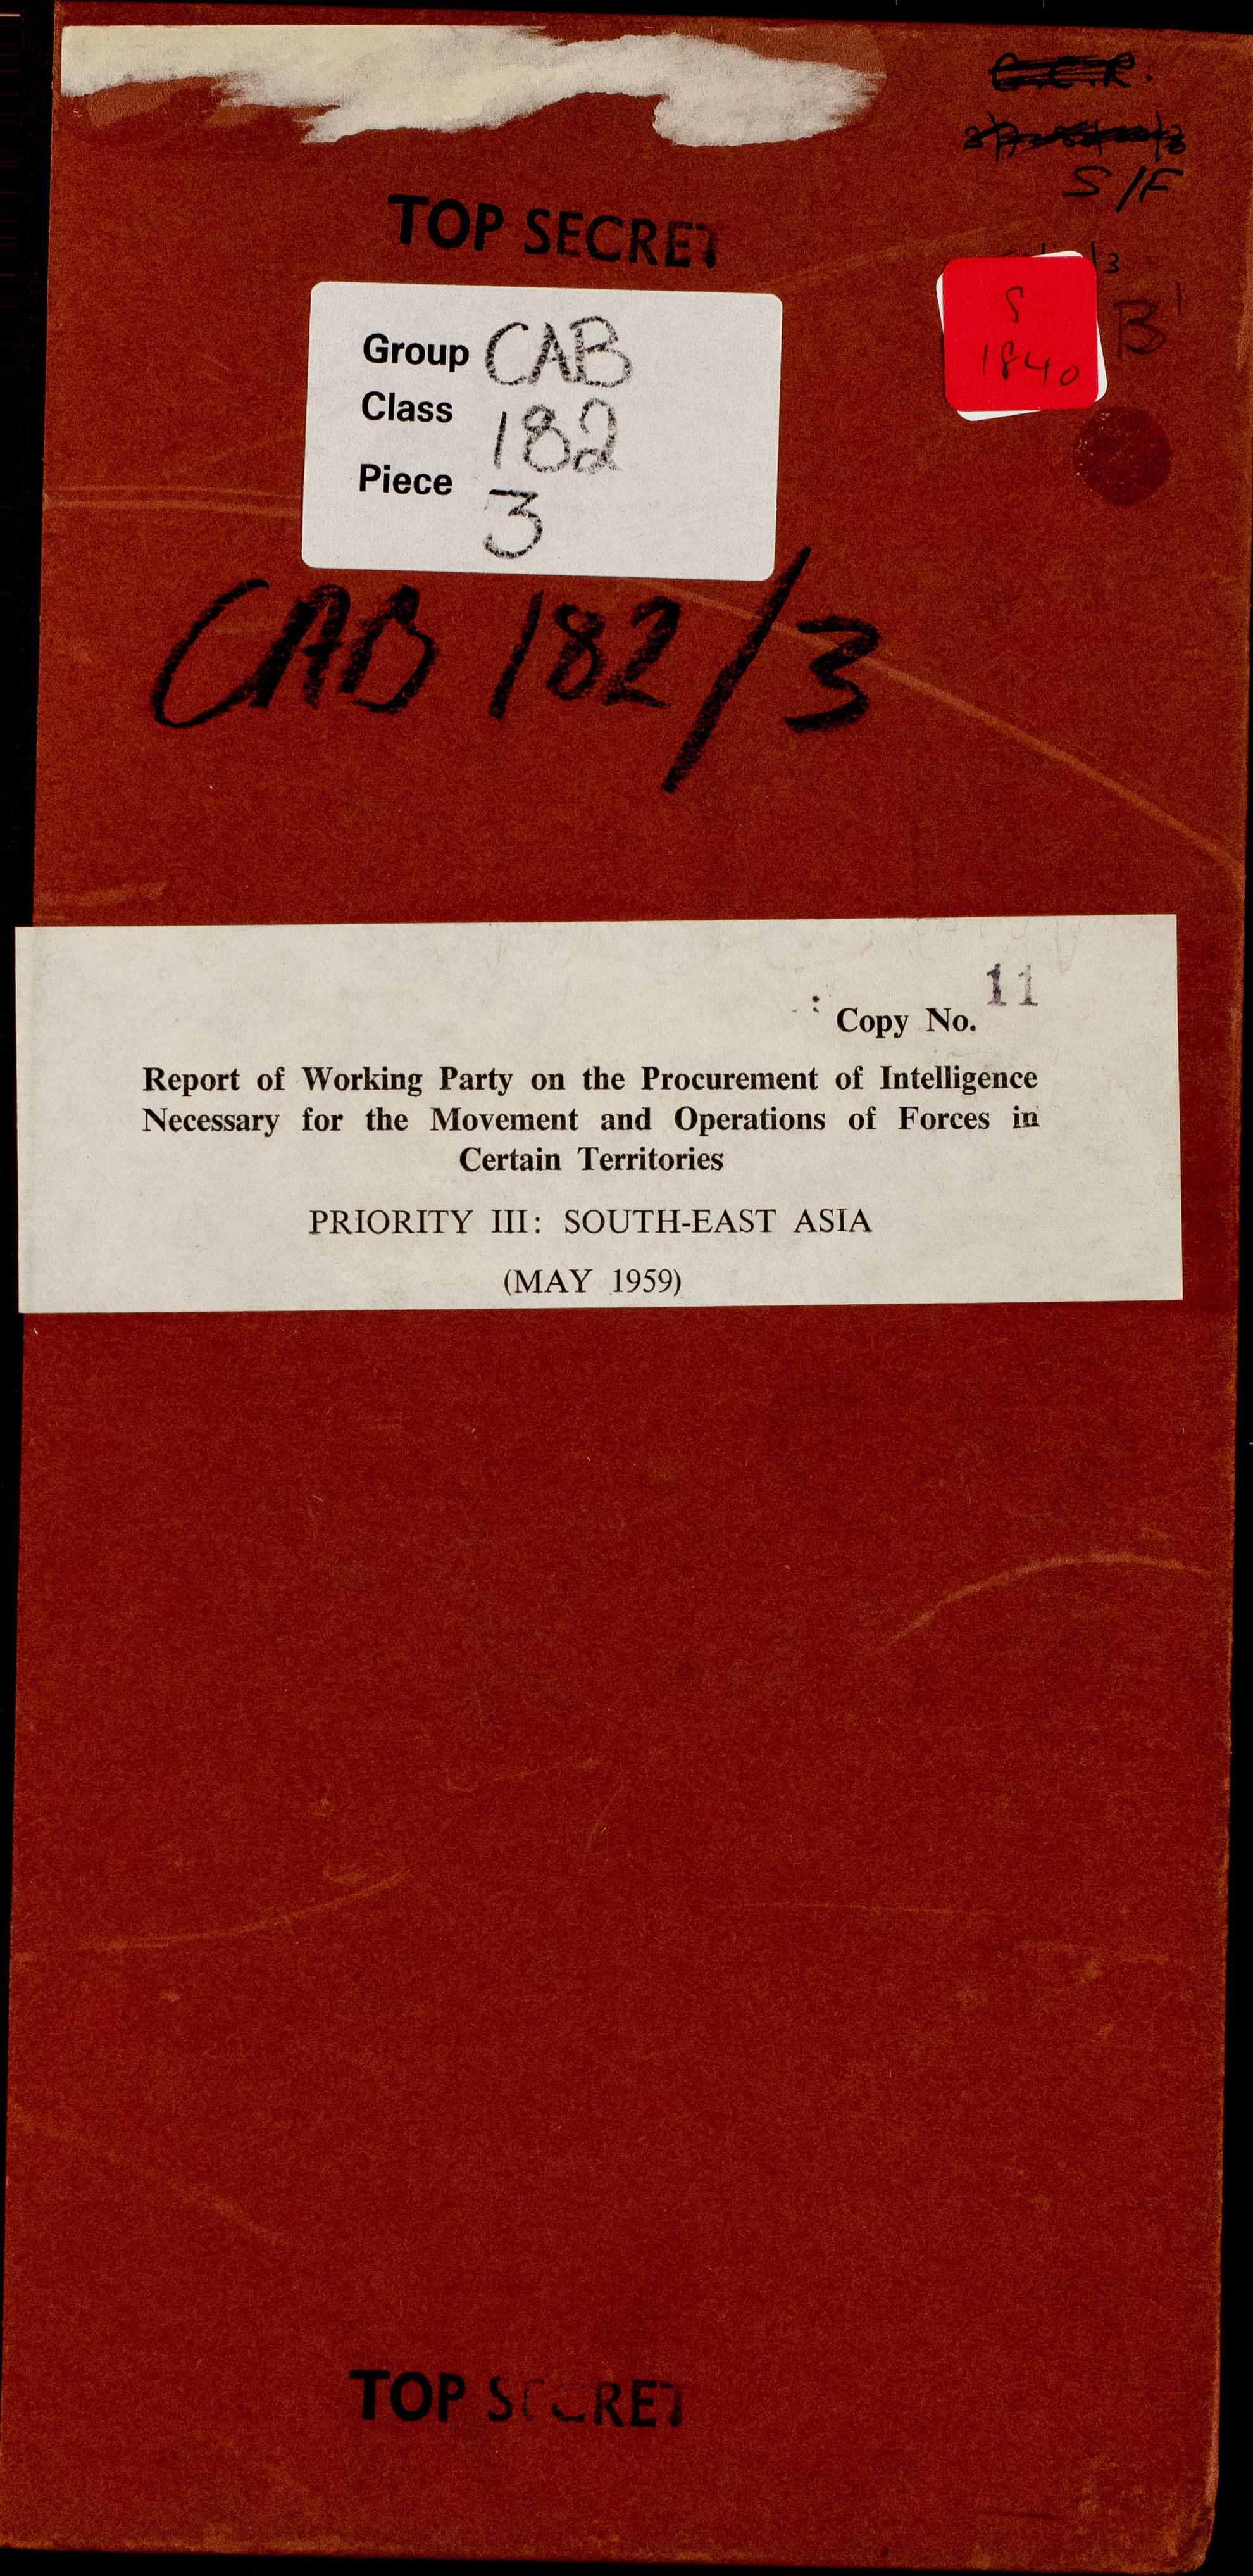 S/F
TOP SECRET
3
S
1840
B
Group CAB
Class 182
Piece 3
CAB 182/3
Copy No. 11
Report of Working Party on the Procurement of Intelligence
Necessary for the Movement and Operations of Forces in
Certain Territories
PRIORITY III: SOUTH-EAST ASIA
(MAY 1959)
TOP SECRET